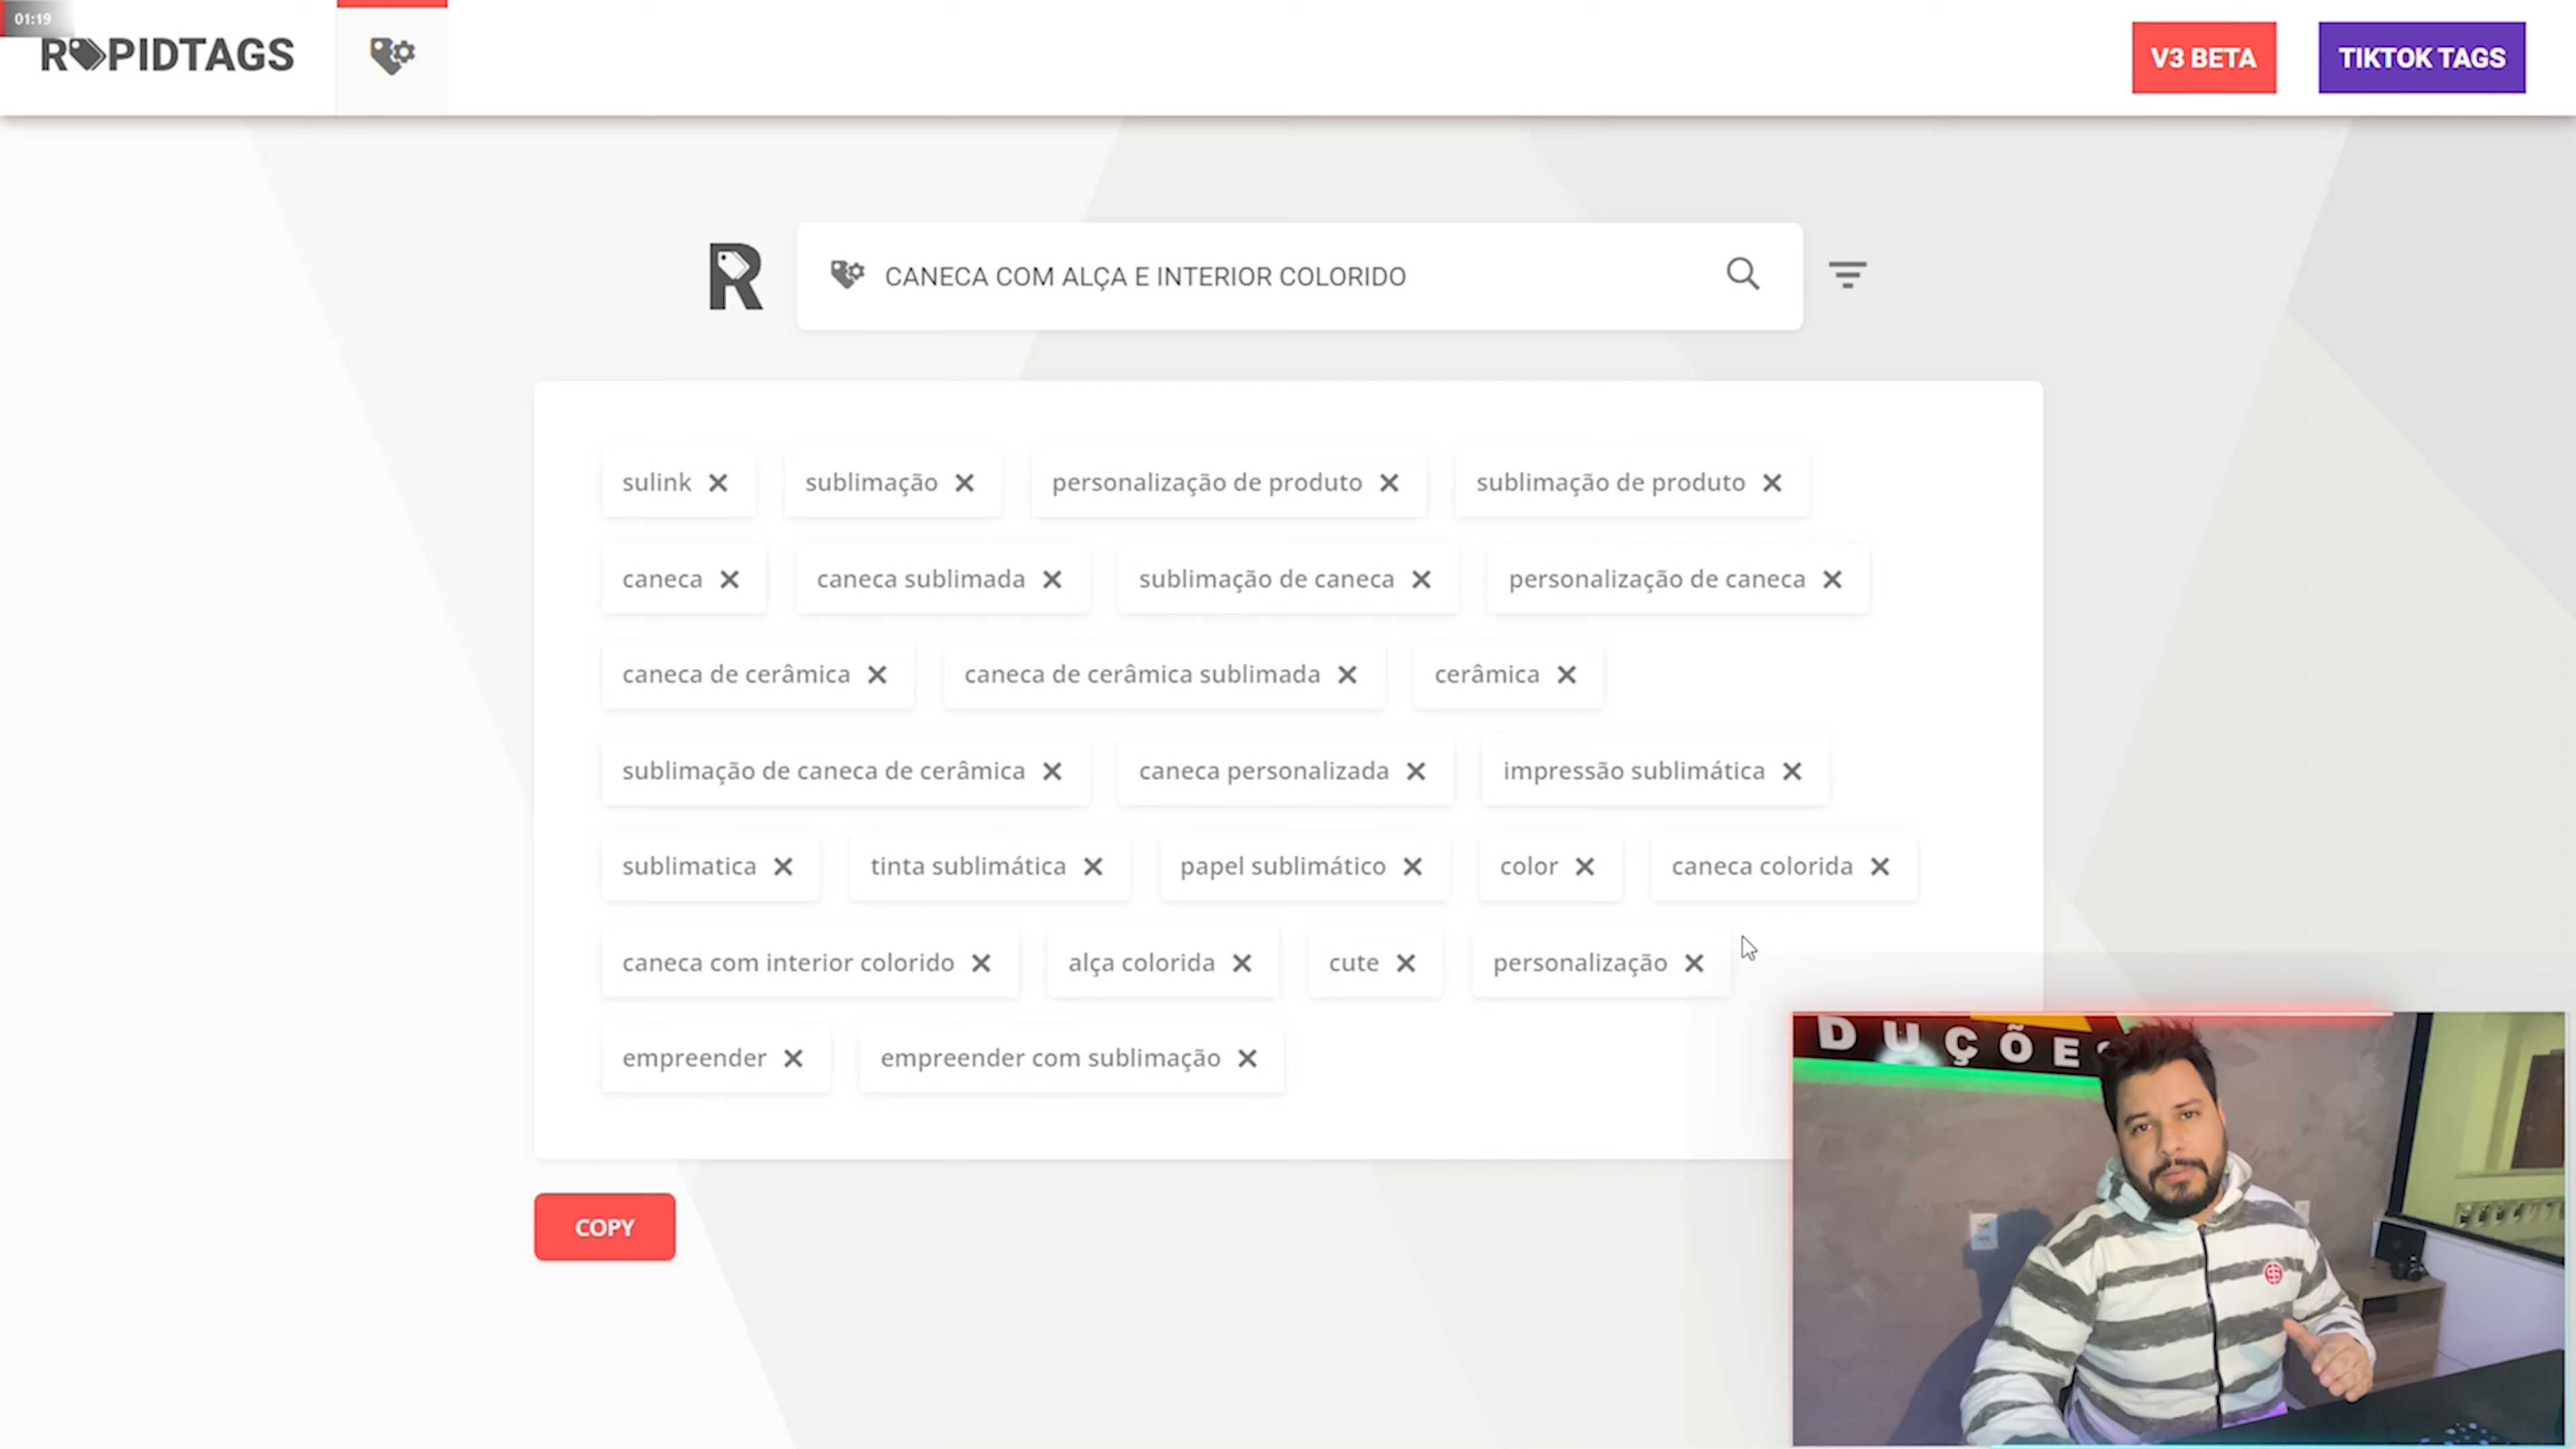 01:19
RAPIDTAGS
V3 BETA
TIKTOK TAGS
CANECA COM ALÇA E INTERIOR COLORIDO
sulink
sublimação
personalização de produto
sublimação de produto
caneca
caneca sublimada
sublimação de caneca
personalização de caneca
caneca de cerâmica
caneca de cerâmica sublimada
cerâmica
sublimação de caneca de cerâmica
caneca personalizada
impressão sublimática
sublimatica
tinta sublimática
papel sublimático
color
caneca colorida
caneca com interior colorido
alça colorida
cute
personalização
empreender
empreender com sublimação
COPY
DUÇÕES